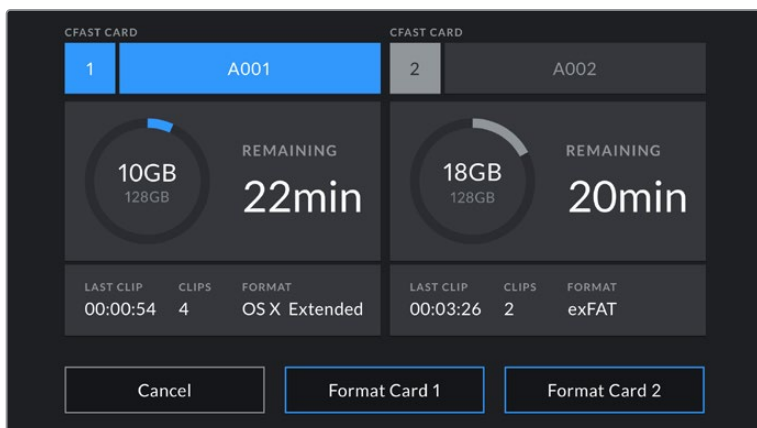 CFAST CARD
1 A001
10GB
128GB
REMAINING
22min
LAST CLIP CLIPS FORMAT
00:00:54 4 OS X Extended
CFAST CARD
2 A002
18GB
128GB
REMAINING
20min
LAST CLIP CLIPS FORMAT
00:03:26 2 exFAT
Cancel Format Card 1 Format Card 2